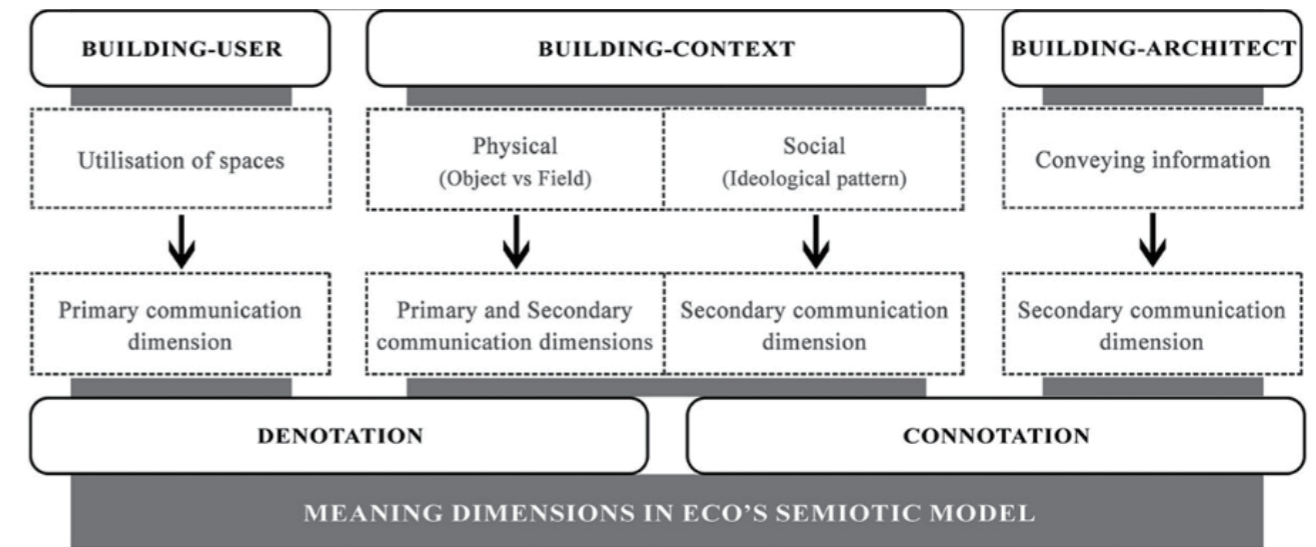 BUILDING-USER
BUILDING-CONTEXT
BUILDING-ARCHITECT
Utilisation of spaces
Physical
(Object vs Field)
Social
(Ideological pattern)
Conveying information
Primary communication
dimension
Primary and Secondary
communication dimensions
Secondary communication
dimension
Secondary communication
dimension
DENOTATION
CONNOTATION
MEANING DIMENSIONS IN ECO'S SEMIOTIC MODEL